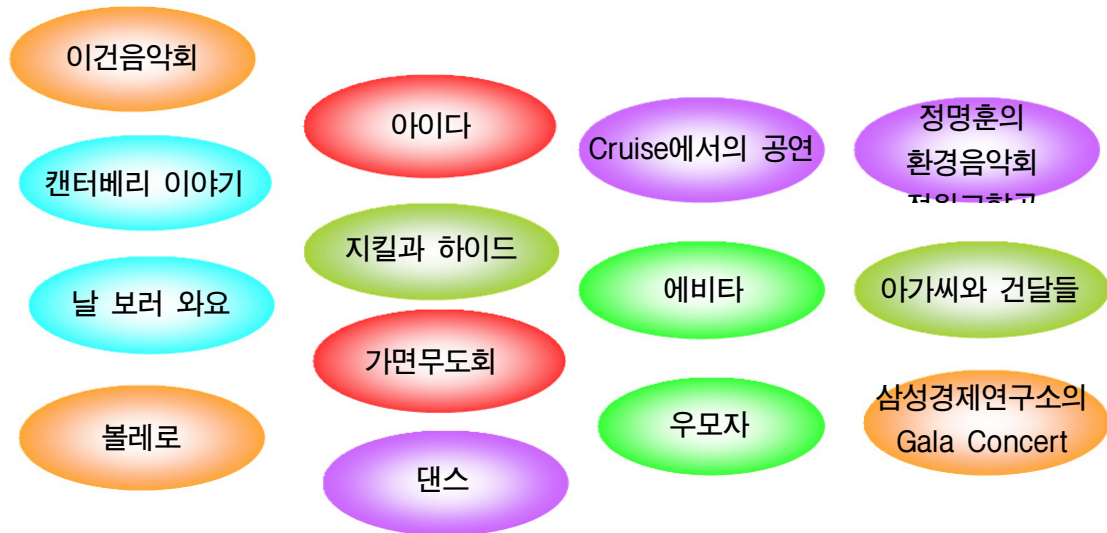 이건음악회
캔터베리 이야기
날 보러 와요
볼레로
아이다
지킬과 하이드
가면무도회
댄스
Cruise에서의 공연
에비타
우모자
정명훈의
환경음악회
아가씨와 건달들
삼성경제연구소의
Gala Concert